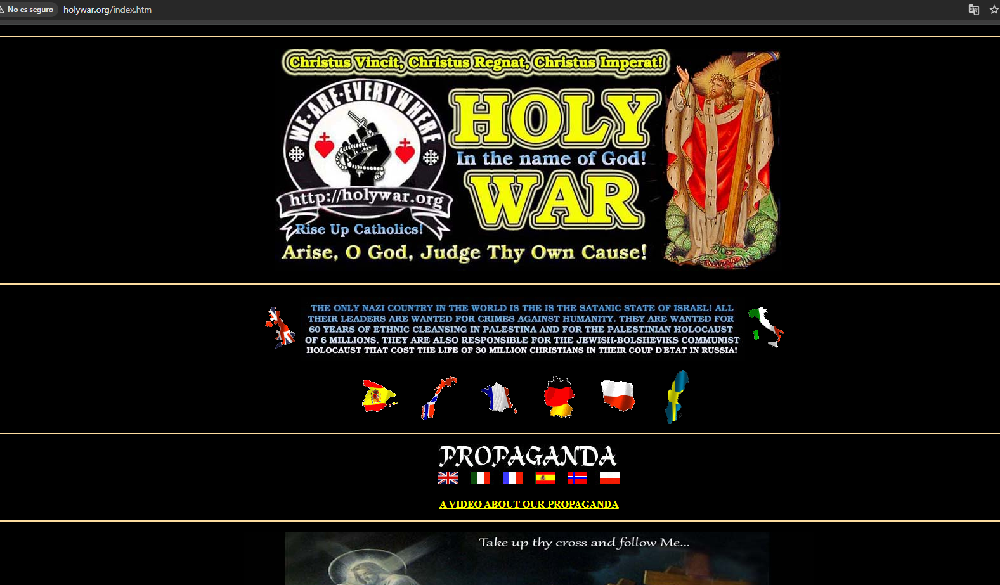 No es seguro
holywar.org/index.htm
Christus Vincit, Christus Regnat, Christus Imperat!
WE-ARE-EVERYWHERE
HOLY
In the name of God!
WAR
http://holywar.org
Rise Up Catholics!
Arise, O God, Judge Thy Own Cause!
THE ONLY NAZI COUNTRY IN THE WORLD IS THE IS THE SATANIC STATE OF ISRAEL! ALL
THEIR LEADERS ARE WANTED FOR CRIMES AGAINST HUMANITY. THEY ARE WANTED FOR
60 YEARS OF ETHNIC CLEANSING IN PALESTINA AND FOR THE PALESTINIAN HOLOCAUST
OF 6 MILLIONS. THEY ARE ALSO RESPONSIBLE FOR THE JEWISH-BOLSHEVIKS COMMUNIST
HOLOCAUST THAT COST THE LIFE OF 30 MILLION CHRISTIANS IN THEIR COUP D'ETAT IN RUSSIA!
PROPAGANDA
A VIDEO ABOUT OUR PROPAGANDA
Take up thy cross and follow Me...